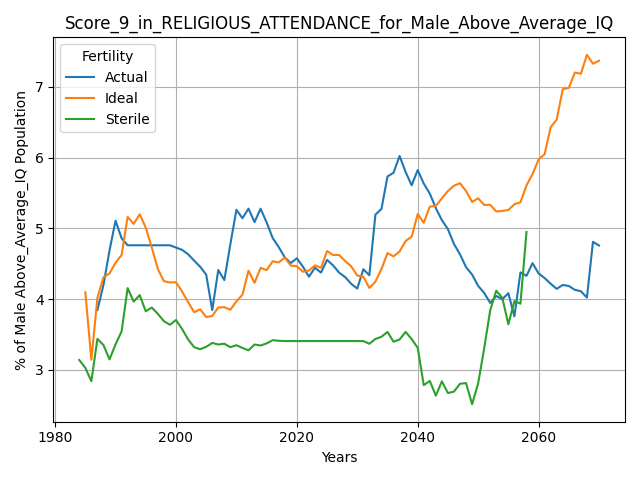 Score_9_in_RELIGIOUS_ATTENDANCE_for_Male_Above_Average_IQ
Fertility
Actual
Ideal
Sterile
% of Male Above_Average_IQ Population
7
6
5
4
3
1980
2000
2020
2040
2060
Years